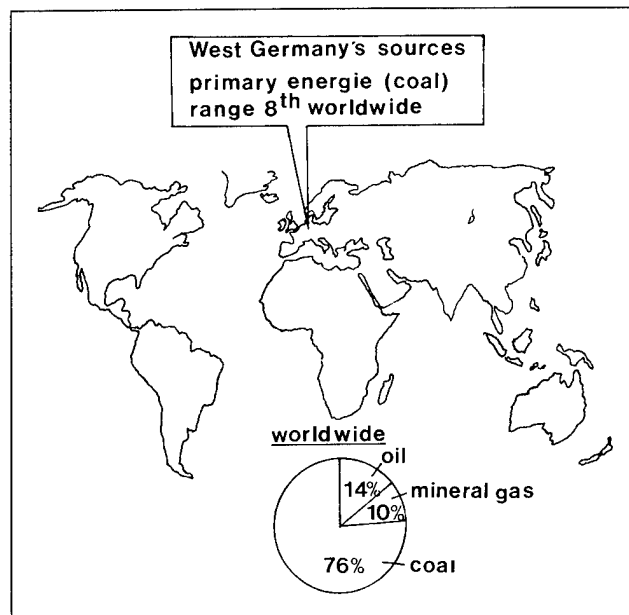 West Germany's sources
primary energie (coal)
range 8th worldwide
worldwide
oil
14%
mineral gas
10%
76%
coal